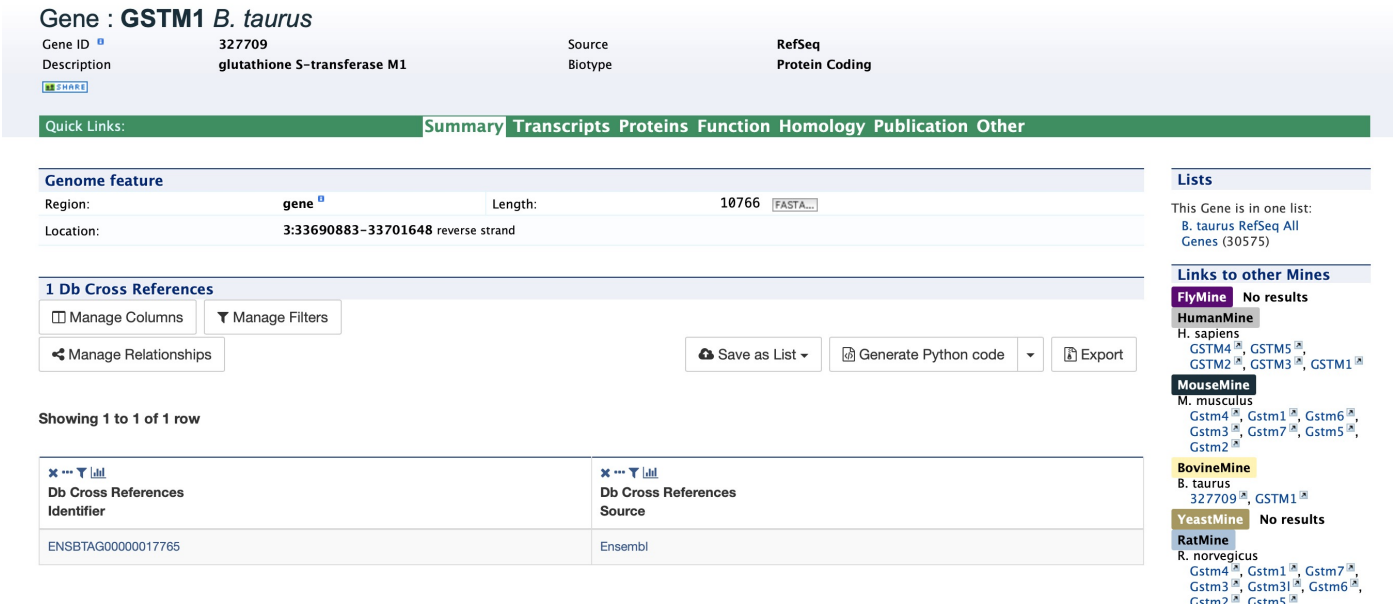 Gene : GSTM1 B. taurus
Gene ID 327709 Source RefSeq
Description glutathione S-transferase M1 Biotype Protein Coding
SHARE
Quick Links: Summary Transcripts Proteins Function Homology Publication Other
Genome feature
Region: gene Length: 10766 FASTA...
Location: 3:33690883-33701648 reverse strand
1 Db Cross References
Manage Columns Manage Filters
Manage Relationships Save as List Generate Python code Export
Showing 1 to 1 of 1 row
Db Cross References Db Cross References
Identifier Source
ENSBTAG00000017765 Ensembl
Lists
This Gene is in one list:
B. taurus RefSeq All
Genes (30575)
Links to other Mines
FlyMine No results
HumanMine
H. sapiens
GSTM4, GSTM5,
GSTM2, GSTM3, GSTM1
MouseMine
M. musculus
Gstm4, Gstm1, Gstm6,
Gstm3, Gstm7, Gstm5,
Gstm2
BovineMine
B. taurus
327709, GSTM1
YeastMine No results
RatMine
R. norvegicus
Gstm4, Gstm1, Gstm7,
Gstm3, Gstm3l, Gstm6,
Gstm2, Gstm5